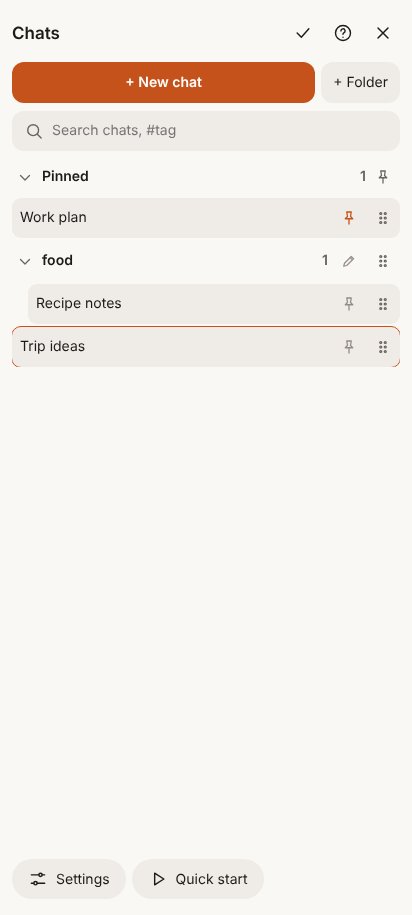 Chats
+ New chat
+ Folder
Search chats, #tag
Pinned 1
Work plan
food 1
Recipe notes
Trip ideas
Settings
Quick start